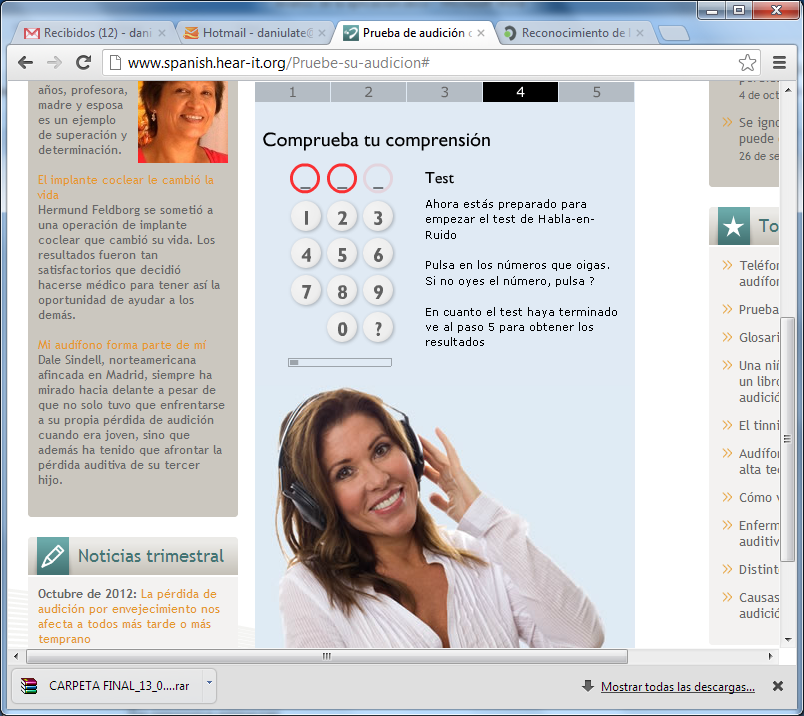 Recibidos (12) - dani
Hotmail - daniulate@
Prueba de audición
Reconocimiento de
www.spanish.hear-it.org/Pruebe-su-audicion#
años, profesora,
madre y esposa
es un ejemplo
de superación y
determinación.
El implante coclear le cambió la
vida
Hermund Feldborg se sometió a
una operación de implante
coclear que cambió su vida. Los
resultados fueron tan
satisfactorios que decidió
hacerse médico para tener así la
oportunidad de ayudar a los
demás.
Mi audífono forma parte de mí
Dale Sindell, norteamericana
afincada en Madrid, siempre ha
mirado hacia delante a pesar de
que no solo tuvo que enfrentarse
a su propia pérdida de audición
cuando era joven, sino que
además ha tenido que afrontar la
pérdida auditiva de su tercer
hijo.
Noticias trimestral
Octubre de 2012: La pérdida de
audición por envejecimiento nos
afecta a todos más tarde o más
temprano
1 2 3 4 5
Comprueba tu comprensión
_ _ _
1 2 3
4 5 6
7 8 9
0 ?
Test
Ahora estás preparado para
empezar el test de Habla-en-
Ruido
Pulsa en los números que oigas.
Si no oyes el número, pulsa ?
En cuanto el test haya terminado
ve al paso 5 para obtener los
resultados
4 de oct
Se igno
puede
26 de se
To
Teléfon
audífon
Prueba
Glosari
Una niñ
un libro
audició
El tinni
Audífon
alta tec
Cómo v
Enferm
auditiv
Distint
Causas
audició
CARPETA FINAL_13_0....rar
Mostrar todas las descargas...